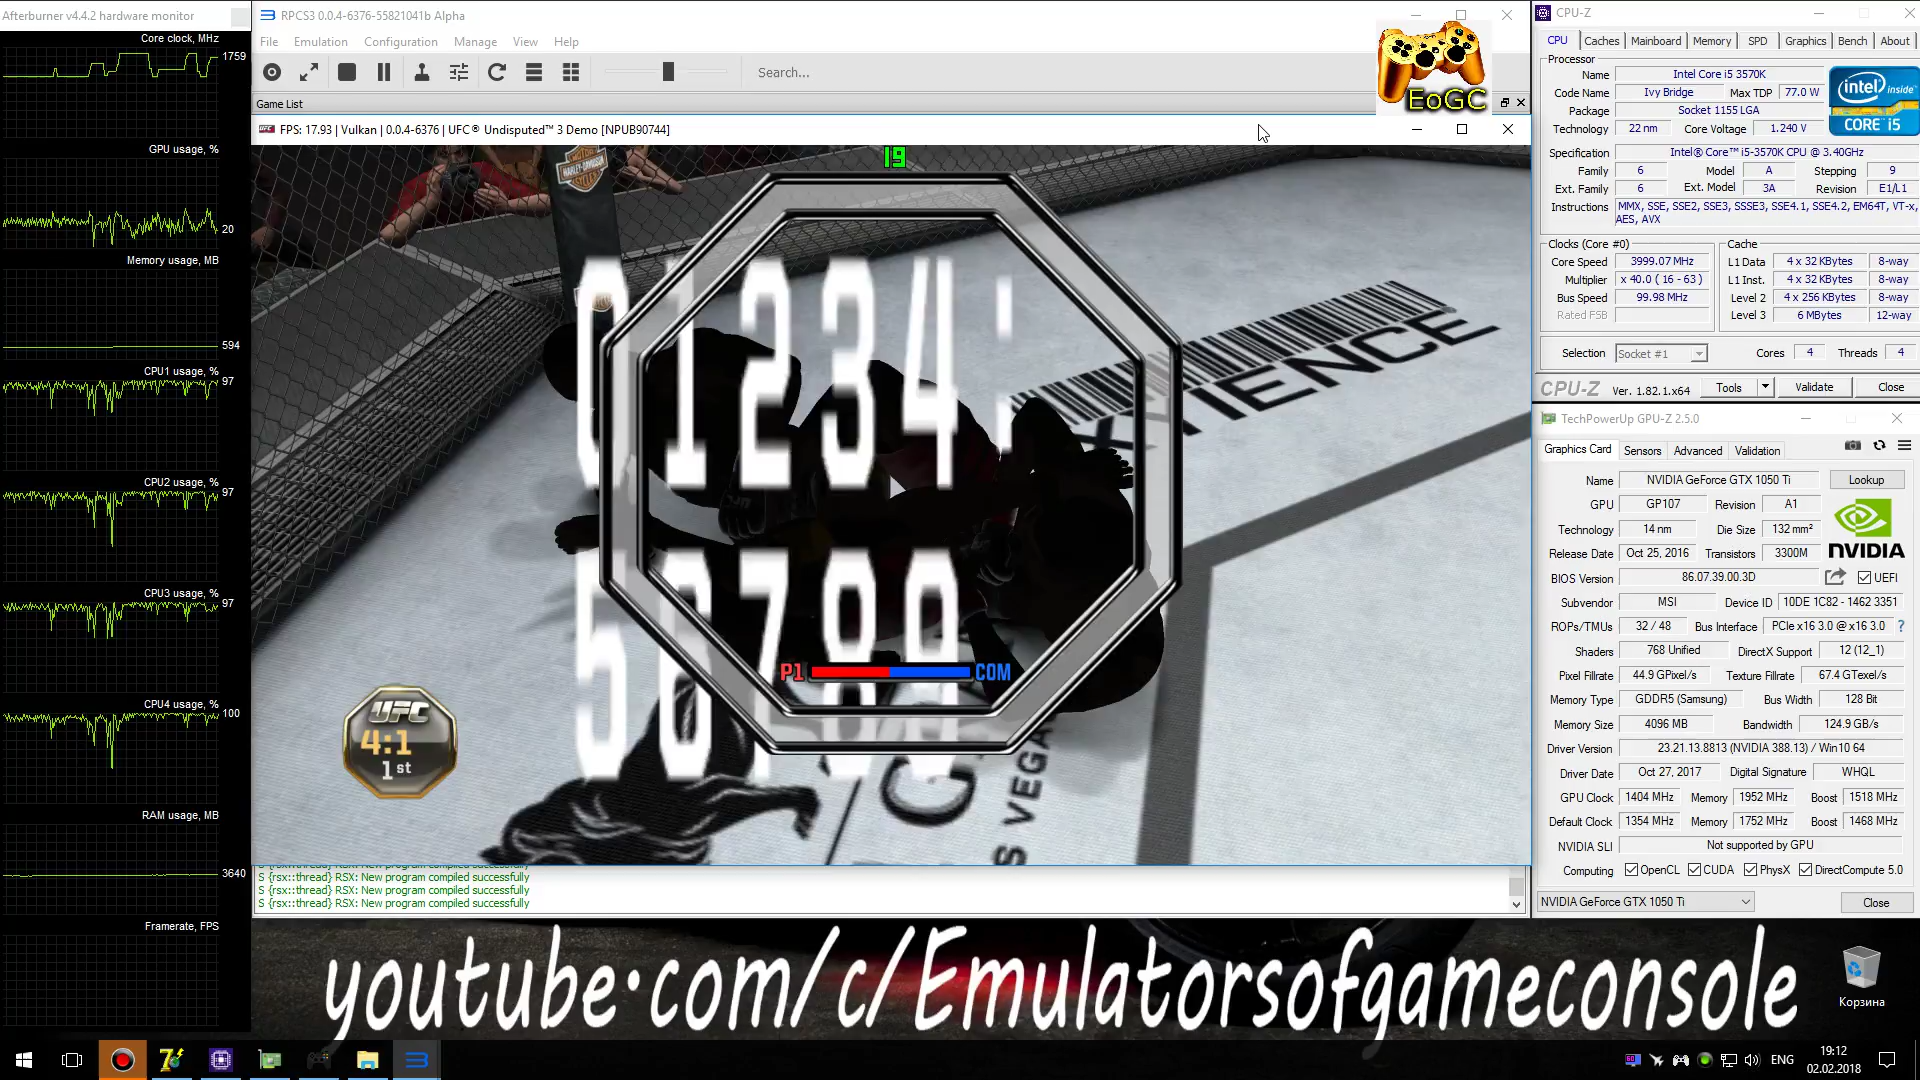 Afterburner v4.4.2 hardware monitor
Core clock, MHz
1759
GPU usage, %
20
Memory usage, MB
594
CPU1 usage, %
97
CPU2 usage, %
97
CPU3 usage, %
97
CPU4 usage, %
100
RAM usage, MB
3640
Framerate, FPS
RPCS3 0.0.4-6376-55821041b Alpha
File Emulation Configuration Manage View Help
Search...
EoGC
Game List
FPS: 17.93 | Vulkan | 0.0.4-6376 | UFC® Undisputed™ 3 Demo [NPUB90744]
19
HARLEY-DAVIDSON
XYIENCE
01234:
56789
P1 COM
UFC
4:1
1st
S VEGA
S {rsx::thread} RSX: New program compiled successfully
S {rsx::thread} RSX: New program compiled successfully
S {rsx::thread} RSX: New program compiled successfully
S {rsx::thread} RSX: New program compiled successfully
CPU-Z
CPU Caches Mainboard Memory SPD Graphics Bench About
Processor
Name Intel Core i5 3570K
Code Name Ivy Bridge Max TDP 77.0 W
Package Socket 1155 LGA
Technology 22 nm Core Voltage 1.240 V
intel inside
CORE i5
Specification Intel® Core™ i5-3570K CPU @ 3.40GHz
Family 6 Model A Stepping 9
Ext. Family 6 Ext. Model 3A Revision E1/L1
Instructions MMX, SSE, SSE2, SSE3, SSSE3, SSE4.1, SSE4.2, EM64T, VT-x,
AES, AVX
Clocks (Core #0) Cache
Core Speed 3999.07 MHz L1 Data 4 x 32 KBytes 8-way
Multiplier x 40.0 ( 16 - 63 ) L1 Inst. 4 x 32 KBytes 8-way
Bus Speed 99.98 MHz Level 2 4 x 256 KBytes 8-way
Rated FSB Level 3 6 MBytes 12-way
Selection Socket #1 Cores 4 Threads 4
CPU-Z Ver. 1.82.1.x64 Tools Validate Close
TechPowerUp GPU-Z 2.5.0
Graphics Card Sensors Advanced Validation
Name NVIDIA GeForce GTX 1050 Ti Lookup
GPU GP107 Revision A1
Technology 14 nm Die Size 132 mm²
Release Date Oct 25, 2016 Transistors 3300M
NVIDIA
BIOS Version 86.07.39.00.3D UEFI
Subvendor MSI Device ID 10DE 1C82 - 1462 3351
ROPs/TMUs 32 / 48 Bus Interface PCIe x16 3.0 @ x16 3.0 ?
Shaders 768 Unified DirectX Support 12 (12_1)
Pixel Fillrate 44.9 GPixel/s Texture Fillrate 67.4 GTexel/s
Memory Type GDDR5 (Samsung) Bus Width 128 Bit
Memory Size 4096 MB Bandwidth 124.9 GB/s
Driver Version 23.21.13.8813 (NVIDIA 388.13) / Win10 64
Driver Date Oct 27, 2017 Digital Signature WHQL
GPU Clock 1404 MHz Memory 1952 MHz Boost 1518 MHz
Default Clock 1354 MHz Memory 1752 MHz Boost 1468 MHz
NVIDIA SLI Not supported by GPU
Computing OpenCL CUDA PhysX DirectCompute 5.0
NVIDIA GeForce GTX 1050 Ti Close
youtube.com/c/Emulatorsofgameconsole
Корзина
ENG
19:12
02.02.2018